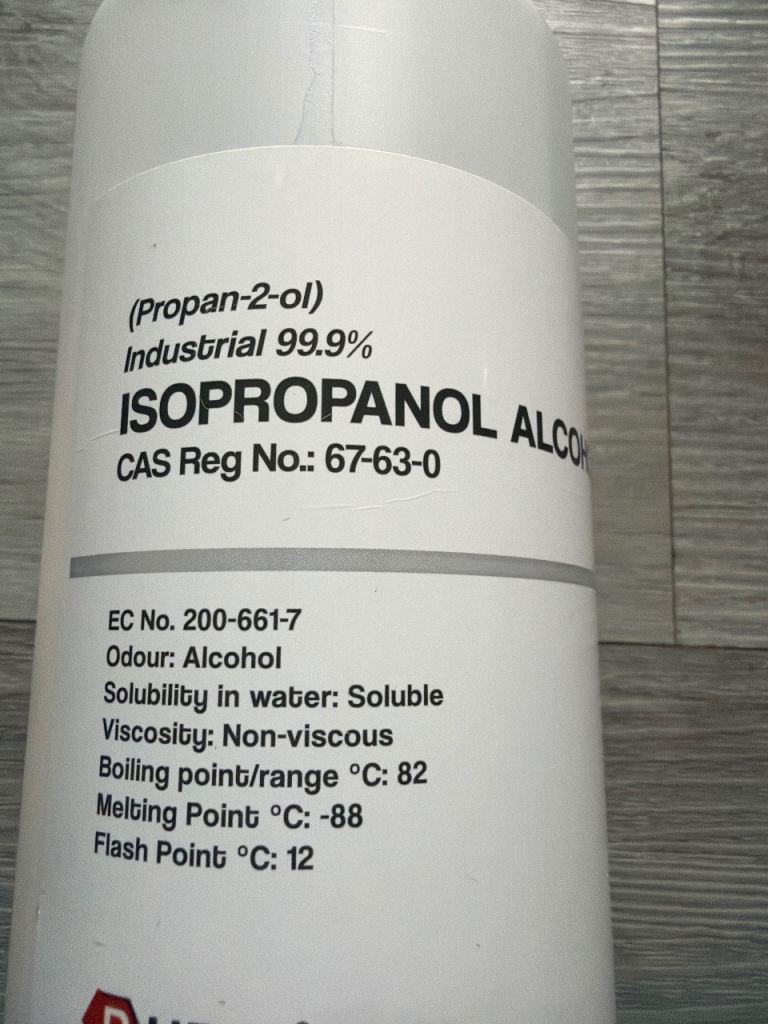 (Propan-2-ol)
Industrial 99.9%
ISOPROPANOL
CAS Reg No.: 67-63-0
EC No. 200-661-7
Odour: Alcohol
Solubility in water: Soluble
Viscosity: Non-viscous
Boiling point/range °C: 82
Melting Point °C: -88
Flash Point °C: 12